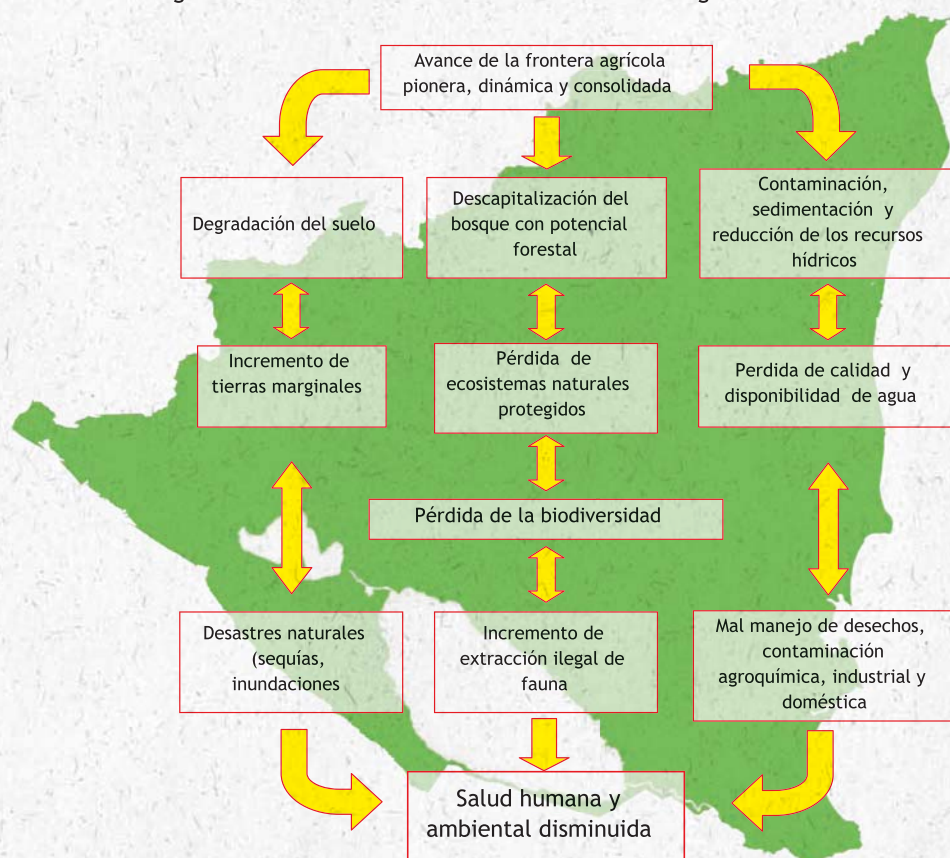 Avance de la frontera agrícola
pionera, dinámica y consolidada
Degradación del suelo
Descapitalización del
bosque con potencial
forestal
Contaminación,
sedimentación y
reducción de los recursos
hídricos
Incremento de
tierras marginales
Pérdida de
ecosistemas naturales
protegidos
Perdida de calidad y
disponibilidad de agua
Pérdida de la biodiversidad
Desastres naturales
(sequías,
inundaciones
Incremento de
extracción ilegal de
fauna
Mal manejo de desechos,
contaminación
agroquímica, industrial y
doméstica
Salud humana y
ambiental disminuida